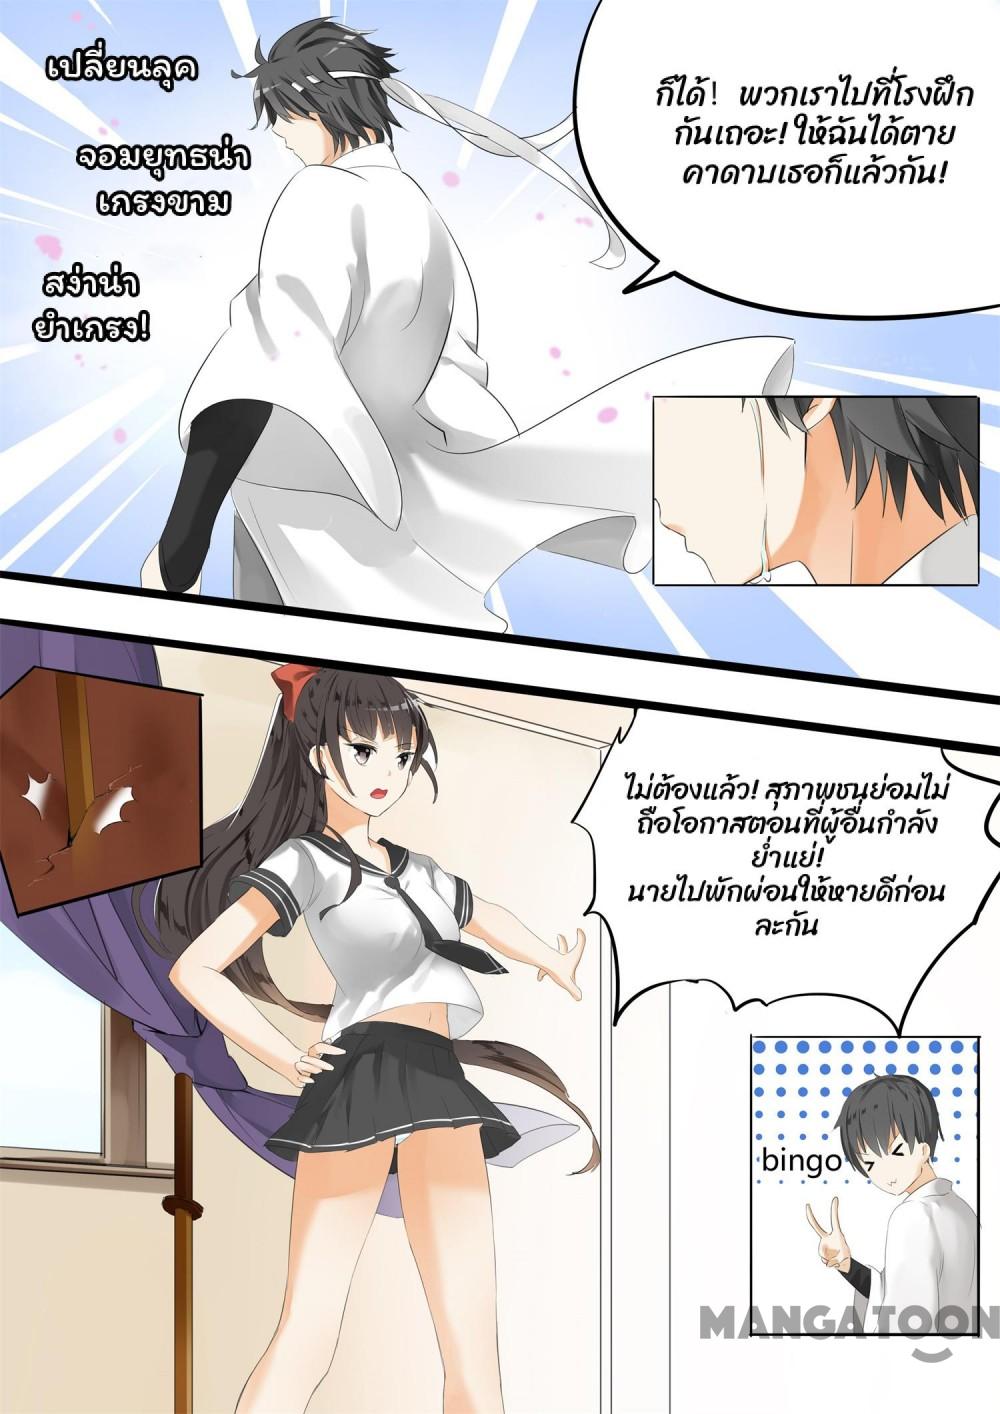 เปลี่ยนลุค
จอมยุทธน่า
เกรงขาม
สง่าน่า
ยำเกรง!
ก็ได้! พวกเราไปที่โรงฝึก
กันเถอะ! ให้ฉันได้ตาย
คาดาบเธอก็แล้วกัน!
ไม่ต้องแล้ว! สุภาพชนย่อมไม่
ถือโอกาสตอนที่ผู้อื่นกำลัง
ย่ำแย่!
นายไปพักผ่อนให้หายดีก่อน
ละกัน
bingo
MANGATOON